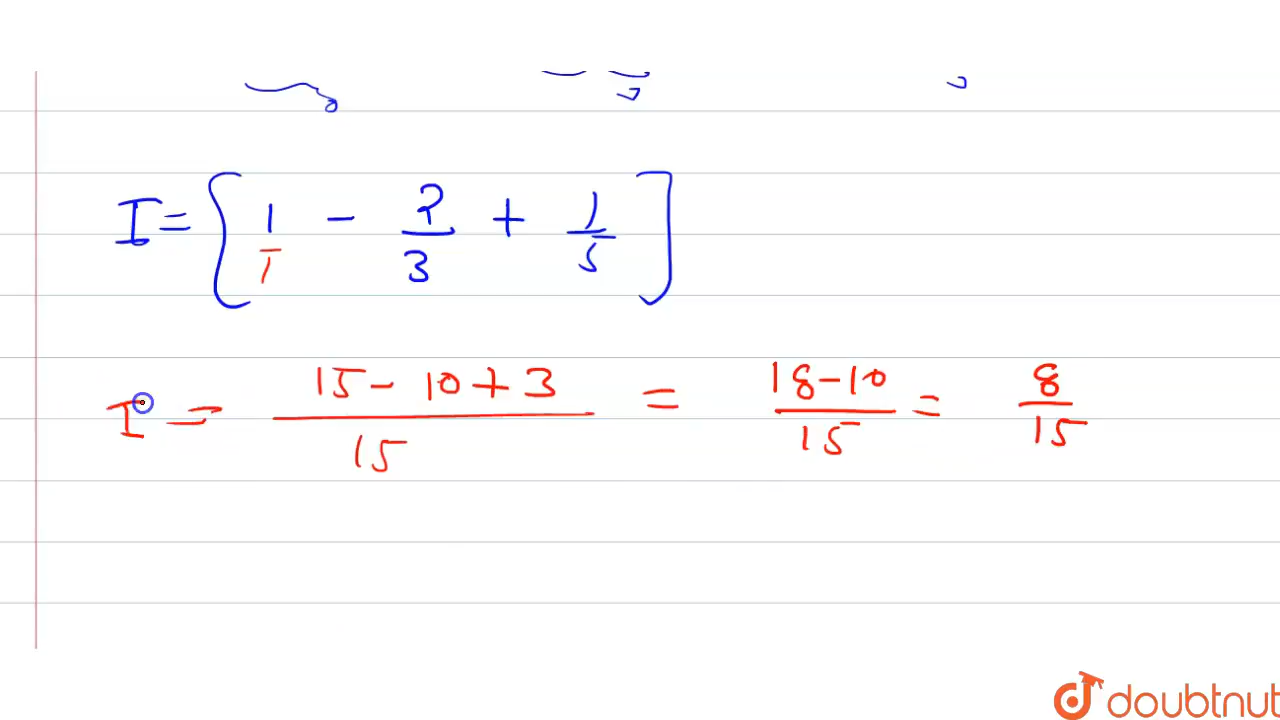 I = [ 1/1 - 2/3 + 1/5 ]
I = 15 - 10 + 3 / 15 = 18 - 10 / 15 = 8/15
doubtnut